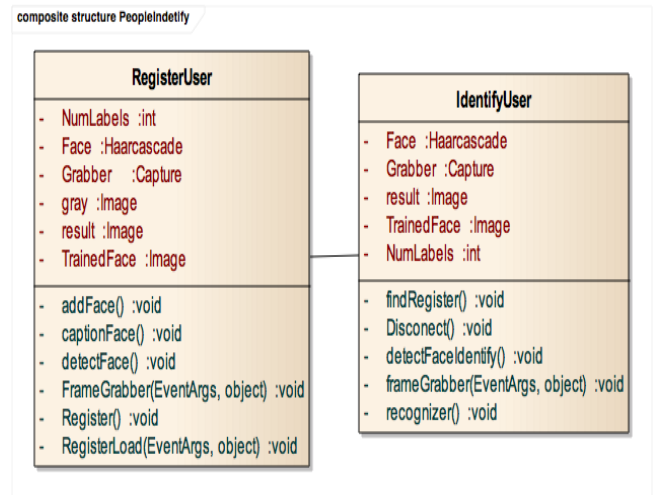 composite structure PeopleIndetify
RegisterUser
- NumLabels :int
- Face :Haarcascade
- Grabber :Capture
- gray :Image
- result :Image
- TrainedFace :Image
- addFace() :void
- captionFace() :void
- detectFace() :void
- FrameGrabber(EventArgs, object) :void
- Register() :void
- RegisterLoad(EventArgs, object) :void
IdentifyUser
- Face :Haarcascade
- Grabber :Capture
- result :Image
- TrainedFace :Image
- NumLabels :int
- findRegister() :void
- Disconect() :void
- detectFaceIdentify() :void
- frameGrabber(EventArgs, object) :void
- recognizer() :void